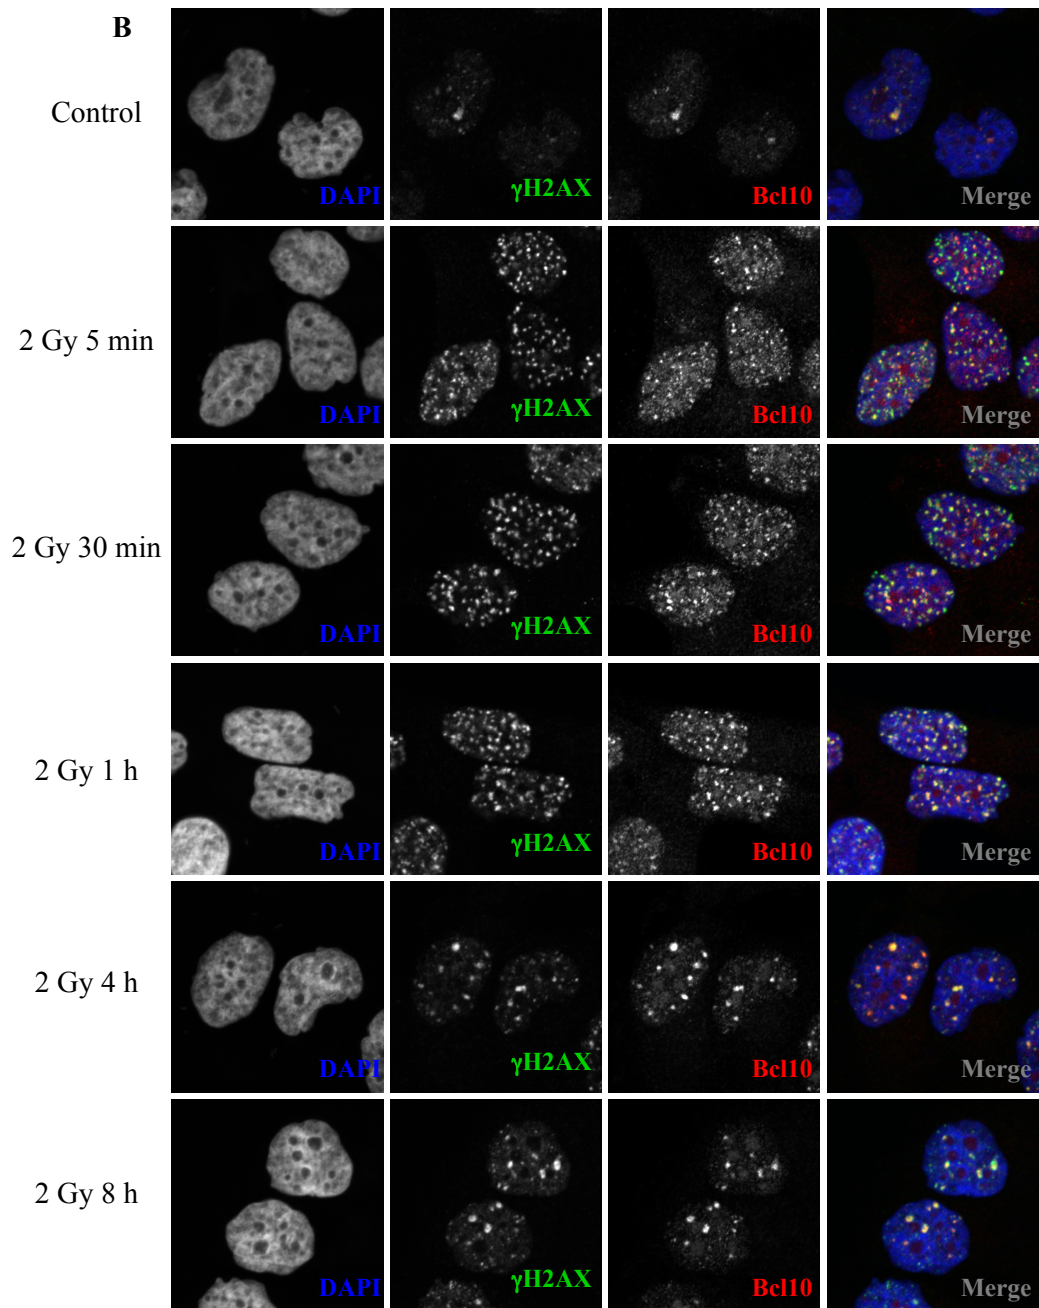 B
Control
DAPI
γH2AX
Bcl10
Merge
2 Gy 5 min
DAPI
γH2AX
Bcl10
Merge
2 Gy 30 min
DAPI
γH2AX
Bcl10
Merge
2 Gy 1 h
DAPI
γH2AX
Bcl10
Merge
2 Gy 4 h
DAPI
γH2AX
Bcl10
Merge
2 Gy 8 h
DAPI
γH2AX
Bcl10
Merge